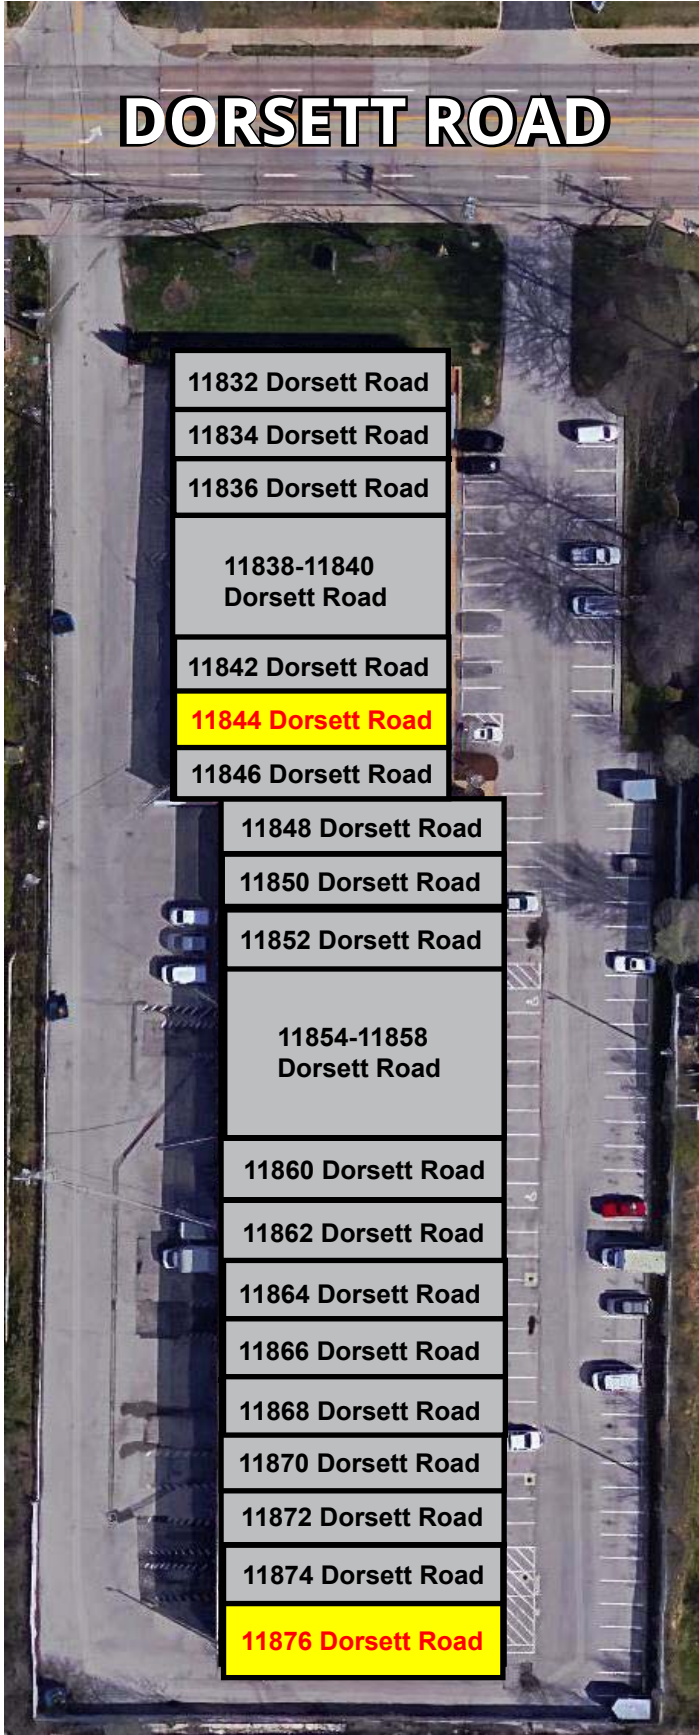 DORSETT ROAD
11832 Dorsett Road
11834 Dorsett Road
11836 Dorsett Road
11838-11840
Dorsett Road
11842 Dorsett Road
11844 Dorsett Road
11846 Dorsett Road
11848 Dorsett Road
11850 Dorsett Road
11852 Dorsett Road
11854-11858
Dorsett Road
11860 Dorsett Road
11862 Dorsett Road
11864 Dorsett Road
11866 Dorsett Road
11868 Dorsett Road
11870 Dorsett Road
11872 Dorsett Road
11874 Dorsett Road
11876 Dorsett Road